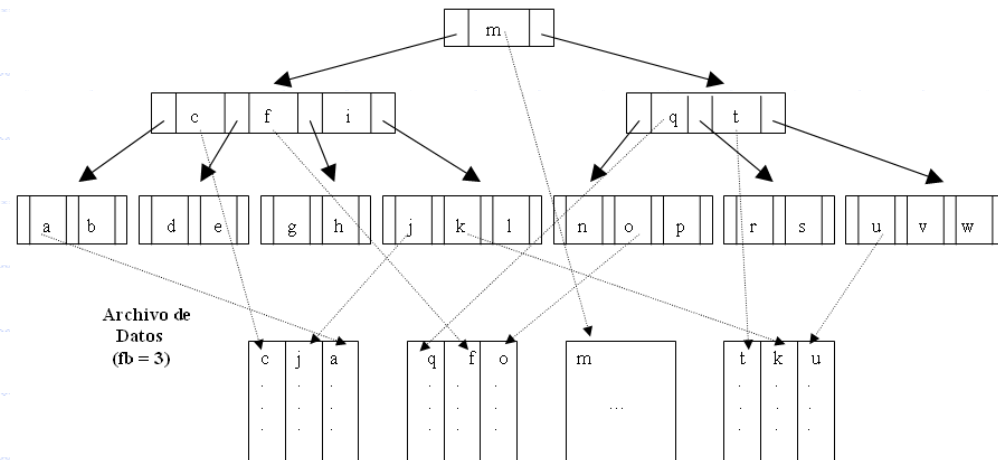 m
c f i q t
a b d e g h j k l n o p r s u v w
Archivo de
Datos
(fb = 3)
c j a q f o m t k u
...